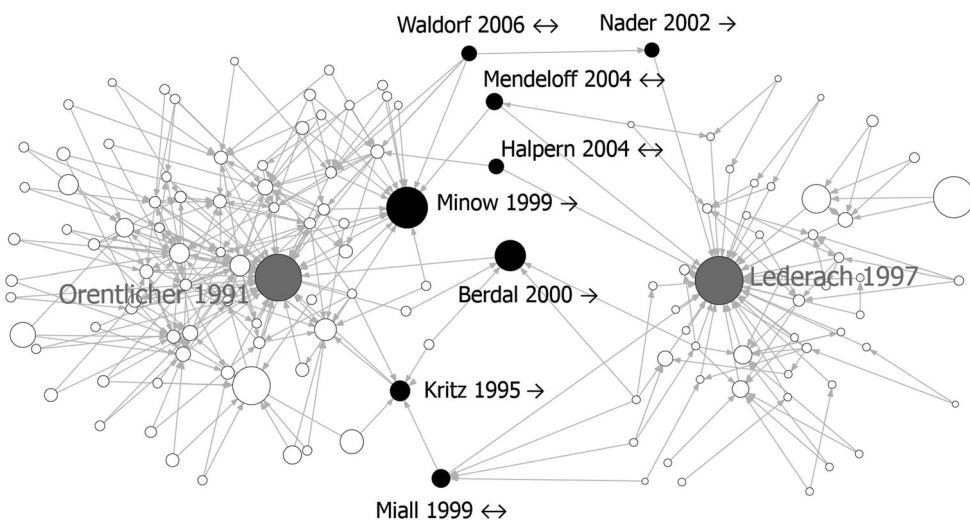 Waldorf 2006 ↔
Nader 2002 →
Mendeloff 2004 ↔
Halpern 2004 ↔
Minow 1999 →
Orentlicher 1991
Berdal 2000 →
Lederach 1997
Kritz 1995 →
Miall 1999 ↔